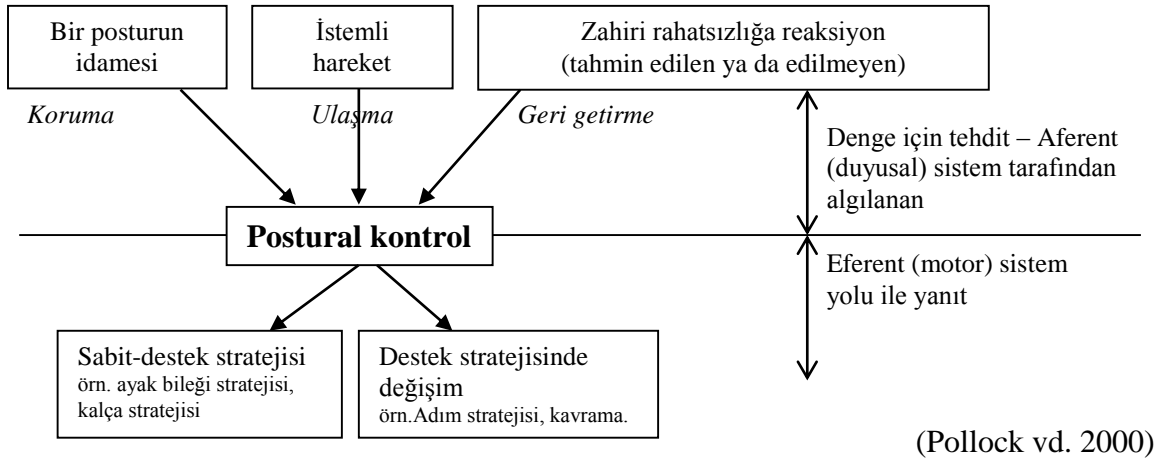 Bir posturun
idamesi
İstemli
hareket
Zahiri rahatsızlığa reaksiyon
(tahmin edilen ya da edilmeyen)
Koruma
Ulaşma
Geri getirme
Denge için tehdit – Aferent
(duyusal) sistem tarafından
algılanan
Postural kontrol
Eferent (motor) sistem
yolu ile yanıt
Sabit-destek stratejisi
örn. ayak bileği stratejisi,
kalça stratejisi
Destek stratejisinde
değişim
örn.Adım stratejisi, kavrama.
(Pollock vd. 2000)